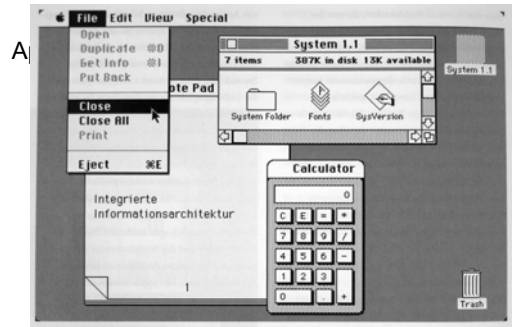 File Edit View Special
Open
Duplicate ⌘D
Get Info ⌘I
Put Back
Close
Close All
Print
Eject ⌘E
ote Pad
Integrierte
Informationsarchitektur
1
System 1.1
7 items 387K in disk 13K available
System Folder Fonts SysVersion
Calculator
0
C E = *
7 8 9 /
4 5 6 -
1 2 3
0 . +
System 1.1
Trash